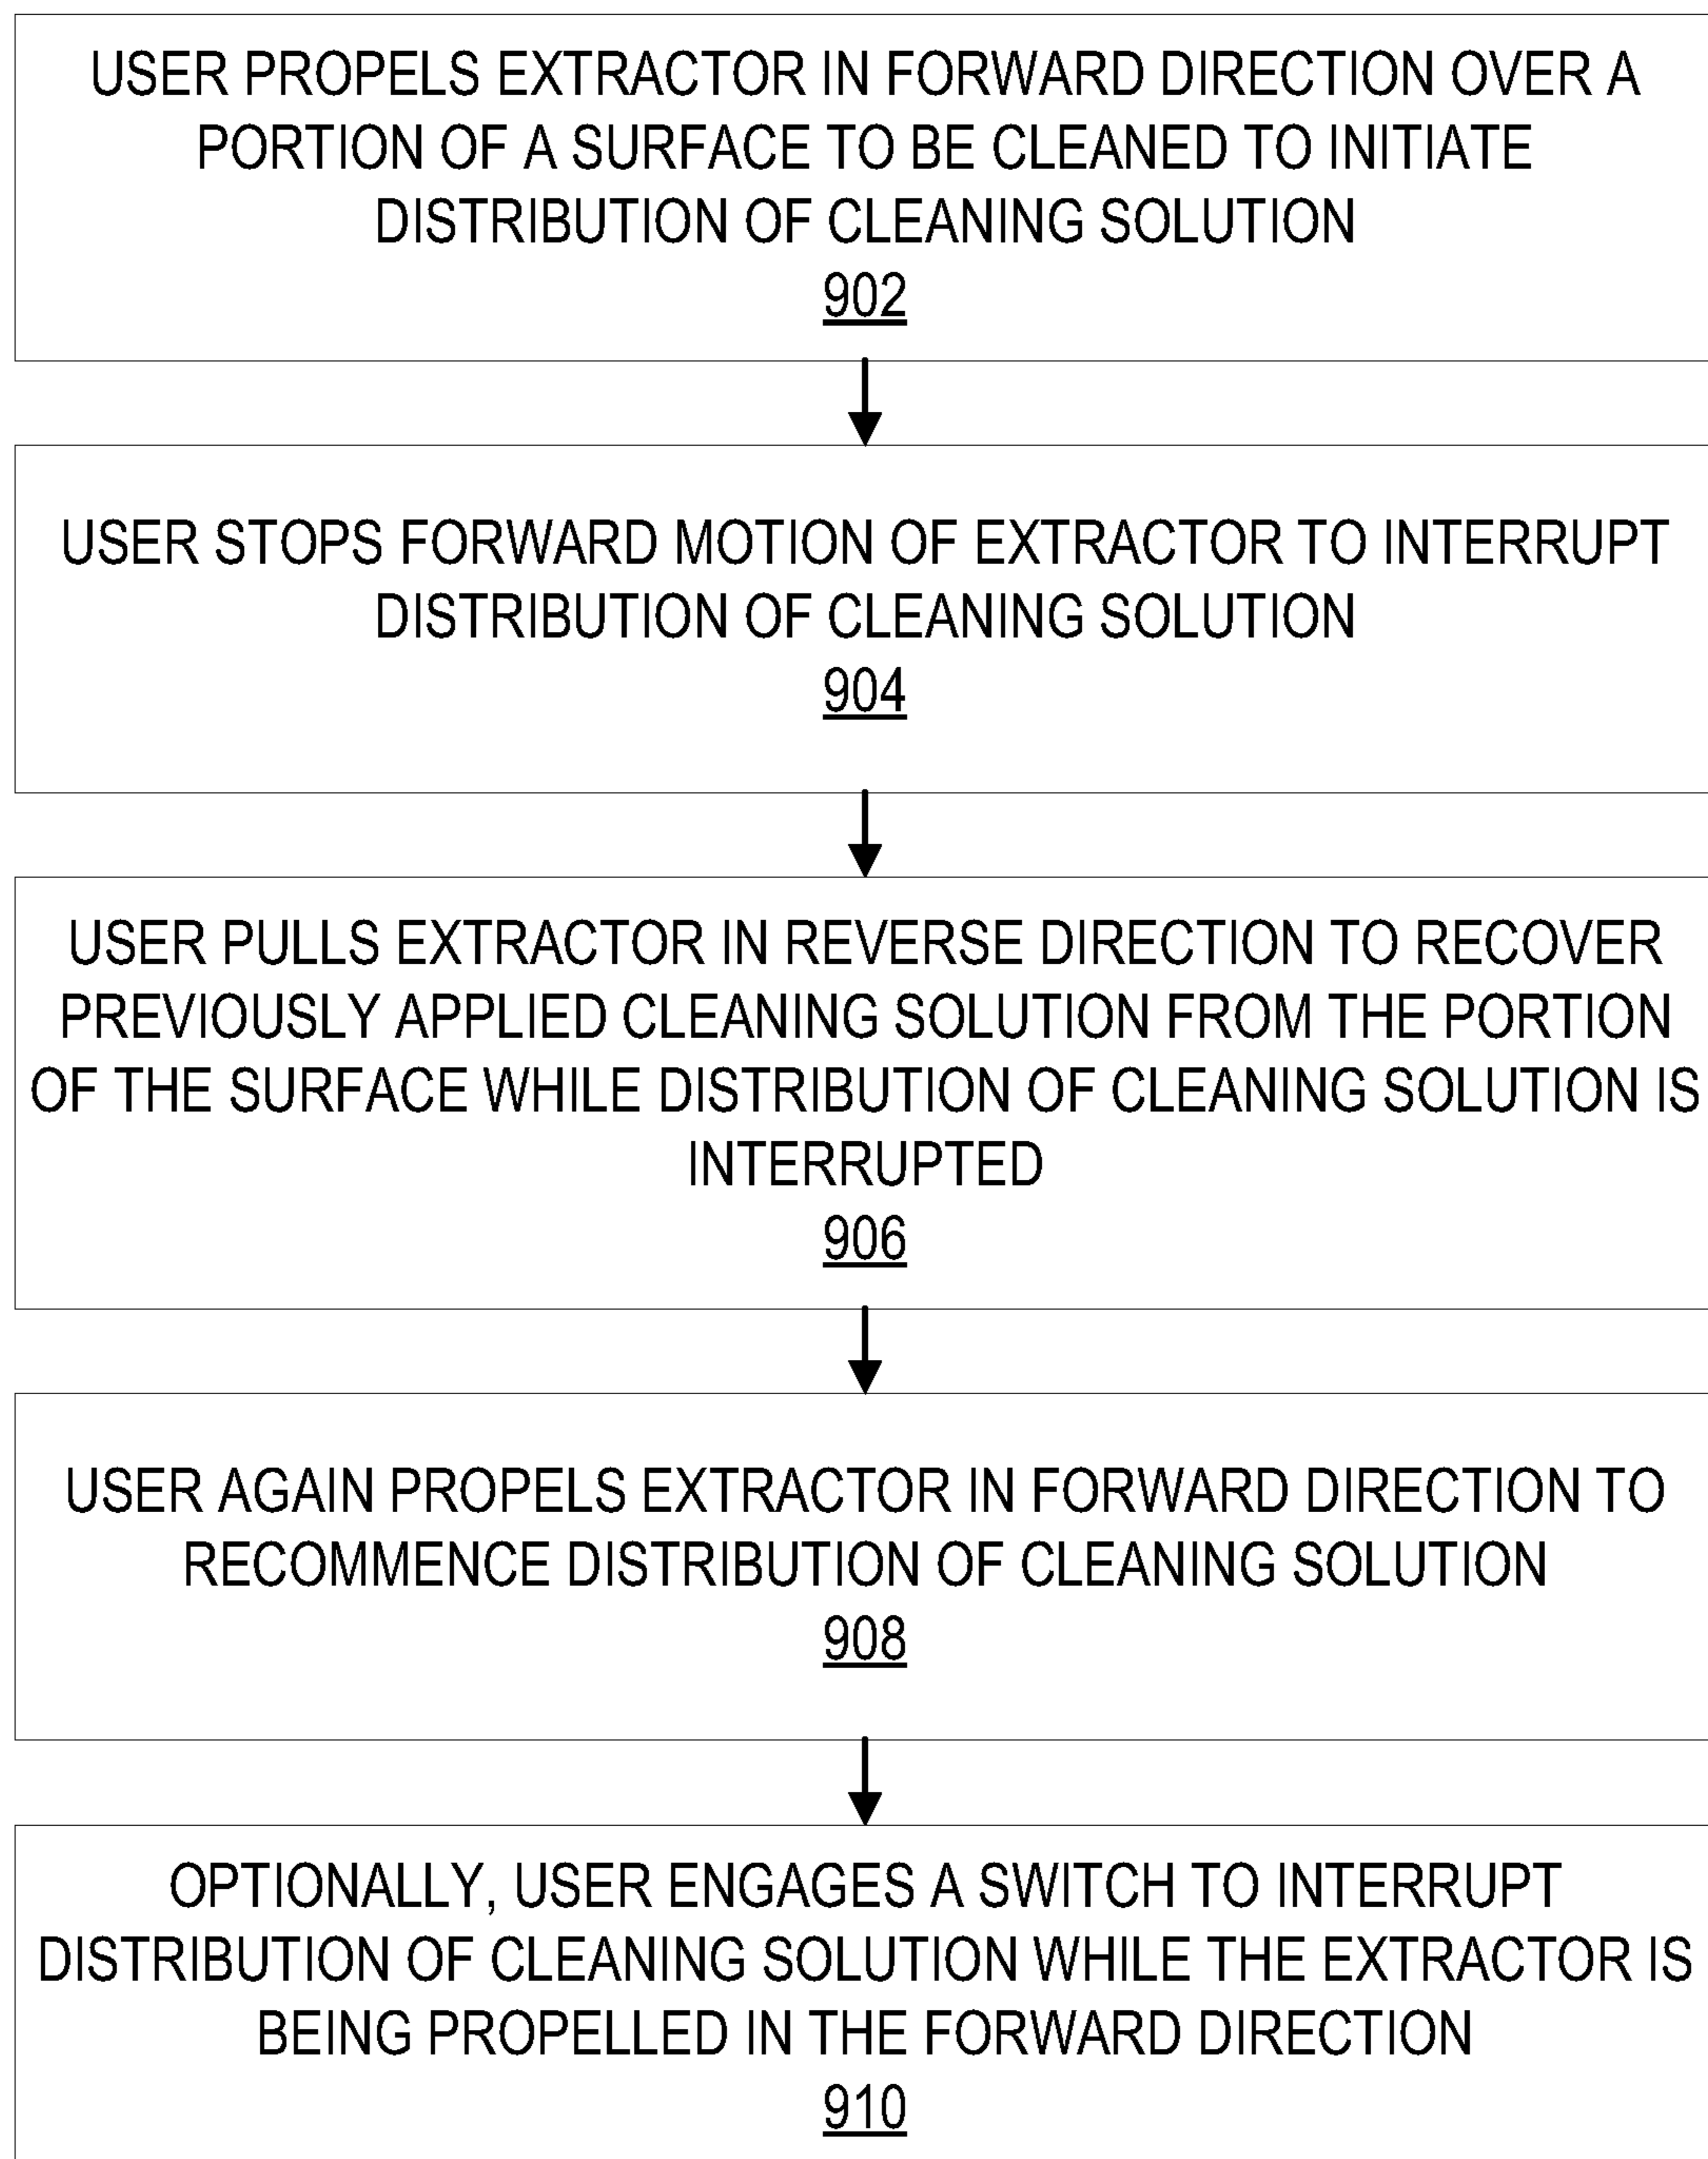 USER PROPELS EXTRACTOR IN FORWARD DIRECTION OVER A
PORTION OF A SURFACE TO BE CLEANED TO INITIATE
DISTRIBUTION OF CLEANING SOLUTION
902
USER STOPS FORWARD MOTION OF EXTRACTOR TO INTERRUPT
DISTRIBUTION OF CLEANING SOLUTION
904
USER PULLS EXTRACTOR IN REVERSE DIRECTION TO RECOVER
PREVIOUSLY APPLIED CLEANING SOLUTION FROM THE PORTION
OF THE SURFACE WHILE DISTRIBUTION OF CLEANING SOLUTION IS
INTERRUPTED
906
USER AGAIN PROPELS EXTRACTOR IN FORWARD DIRECTION TO
RECOMMENCE DISTRIBUTION OF CLEANING SOLUTION
908
OPTIONALLY, USER ENGAGES A SWITCH TO INTERRUPT
DISTRIBUTION OF CLEANING SOLUTION WHILE THE EXTRACTOR IS
BEING PROPELLED IN THE FORWARD DIRECTION
910